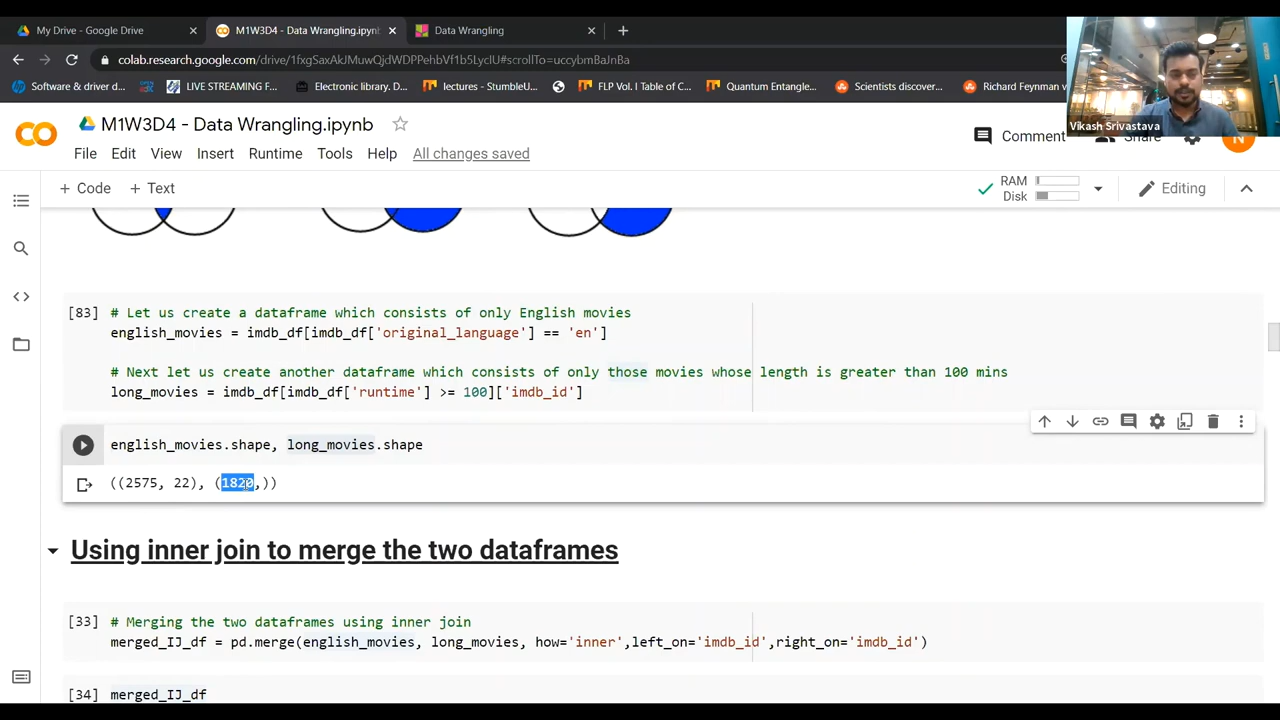 My Drive - Google Drive
M1W3D4 - Data Wrangling.ipynb
Data Wrangling
colab.research.google.com/drive/1fxgSaxAkJMuwQjdWDPPehbVf1b5LycIU#scrollTo=uccybmBaJnBa
Software & driver d...
LIVE STREAMING F...
Electronic library. D...
lectures - StumbleU...
FLP Vol. I Table of C...
Quantum Entangle...
Scientists discover...
Richard Feynman
Vikash Srivastava
M1W3D4 - Data Wrangling.ipynb
Comment
Share
N
File Edit View Insert Runtime Tools Help All changes saved
+ Code + Text
RAM
Disk
Editing
[83] # Let us create a dataframe which consists of only English movies
english_movies = imdb_df[imdb_df['original_language'] == 'en']
# Next let us create another dataframe which consists of only those movies whose length is greater than 100 mins
long_movies = imdb_df[imdb_df['runtime'] >= 100]['imdb_id']
english_movies.shape, long_movies.shape
((2575, 22), (1820,))
Using inner join to merge the two dataframes
[33] # Merging the two dataframes using inner join
merged_IJ_df = pd.merge(english_movies, long_movies, how='inner',left_on='imdb_id',right_on='imdb_id')
[34] merged_IJ_df